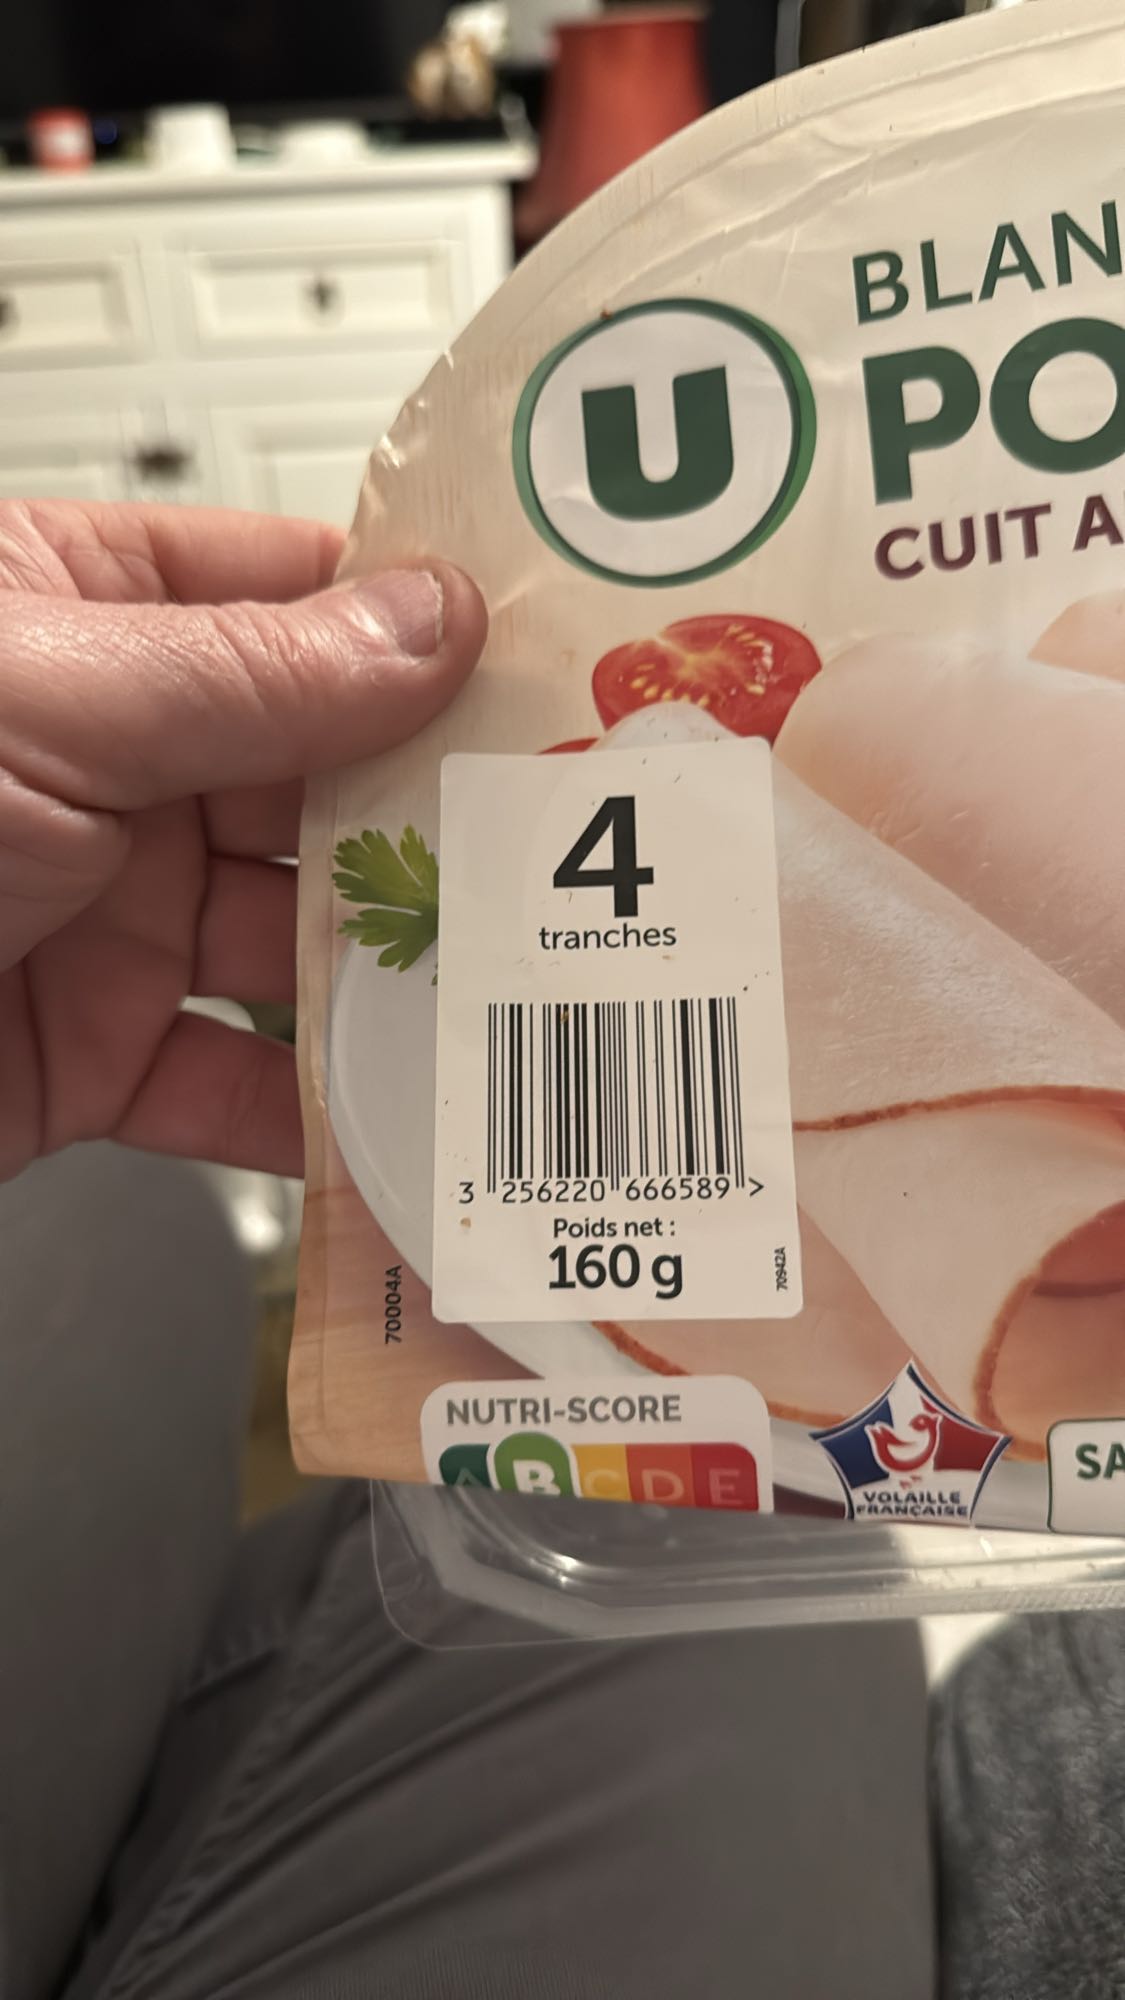 BLAN
U
PO
CUIT A
4
tranches
3 256220 666589 >
Poids net :
160 g
70942A
70004A
NUTRI-SCORE
A B C D E
VOLAILLE
FRANÇAISE
SA